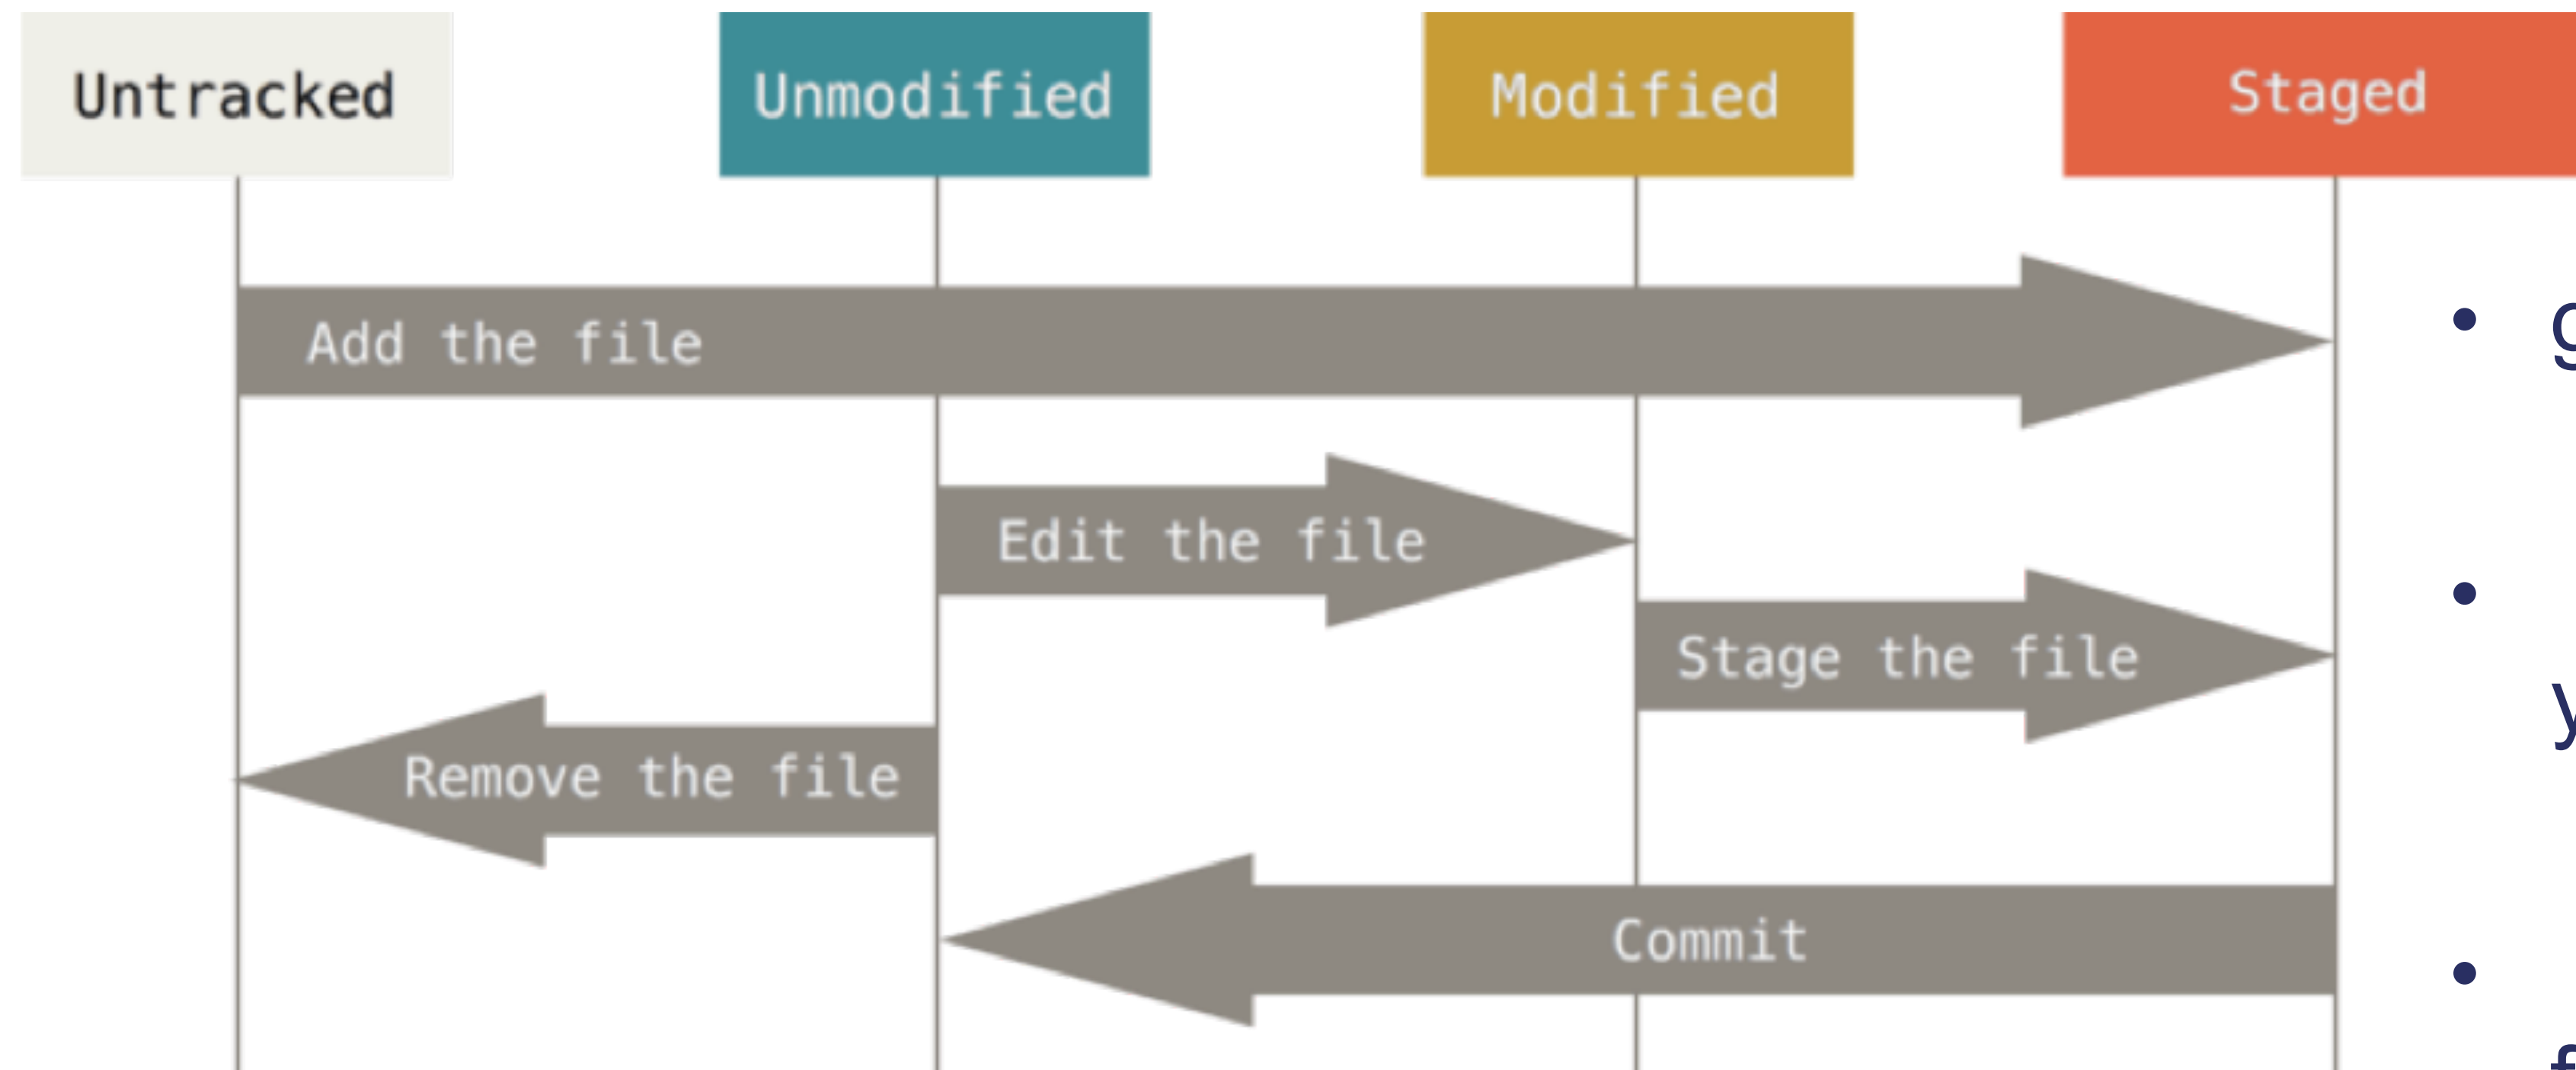 Untracked
Unmodified
Modified
Staged
Add the file
Edit the file
Stage the file
Remove the file
Commit